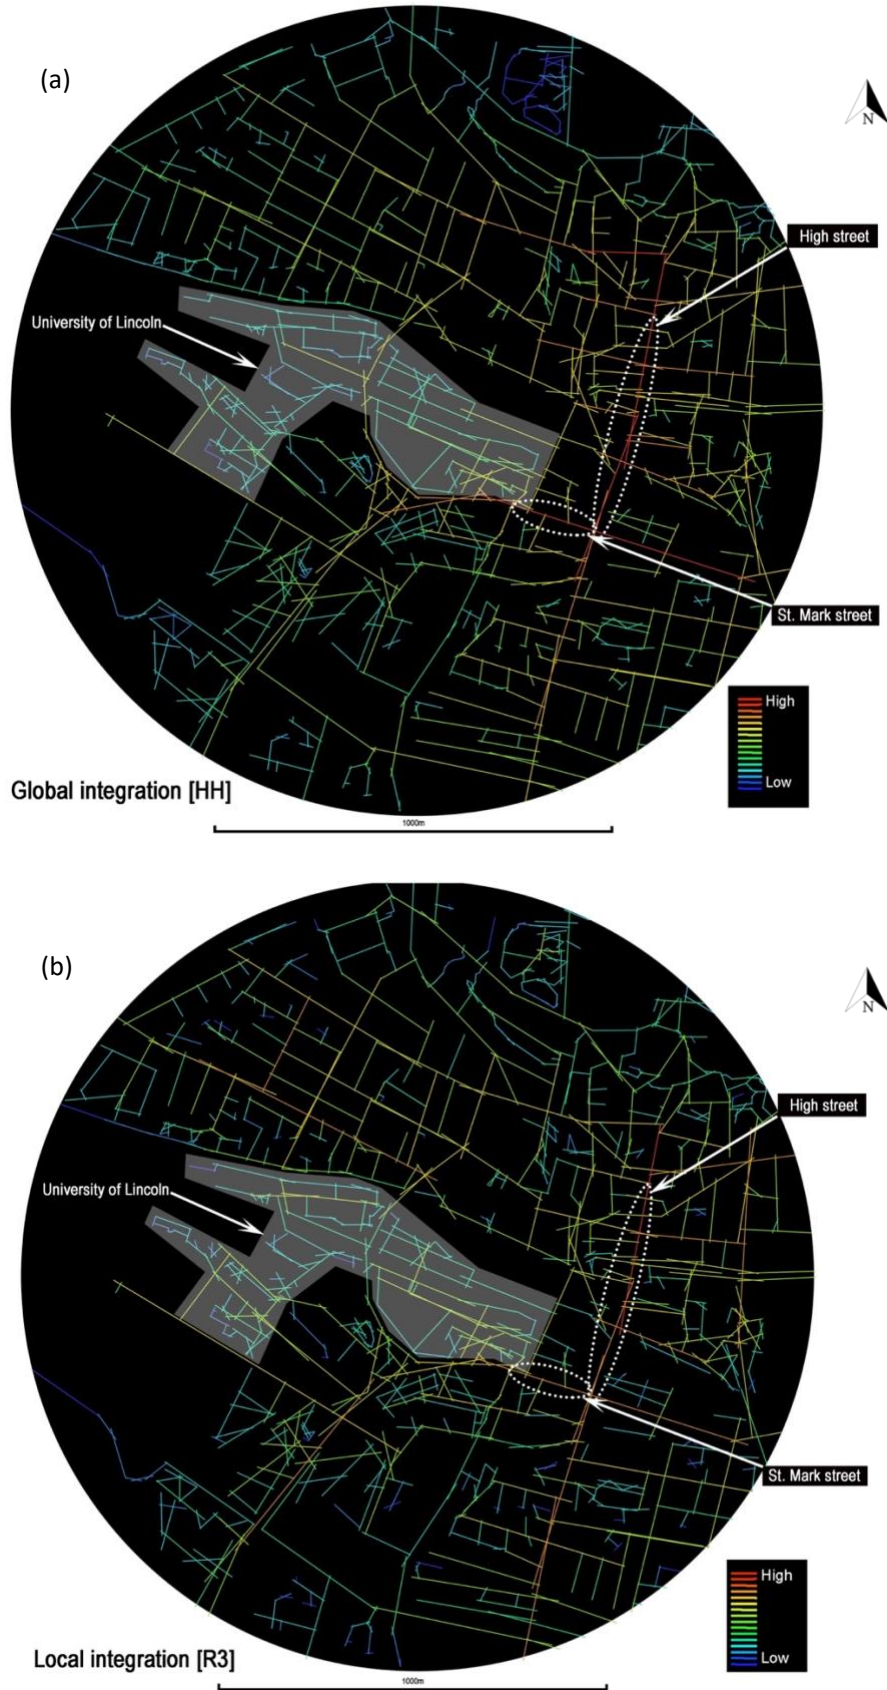 (a)
N
High street
University of Lincoln
St. Mark street
High
Low
Global integration [HH]
1000m
(b)
N
High street
University of Lincoln
St. Mark street
High
Low
Local integration [R3]
1000m